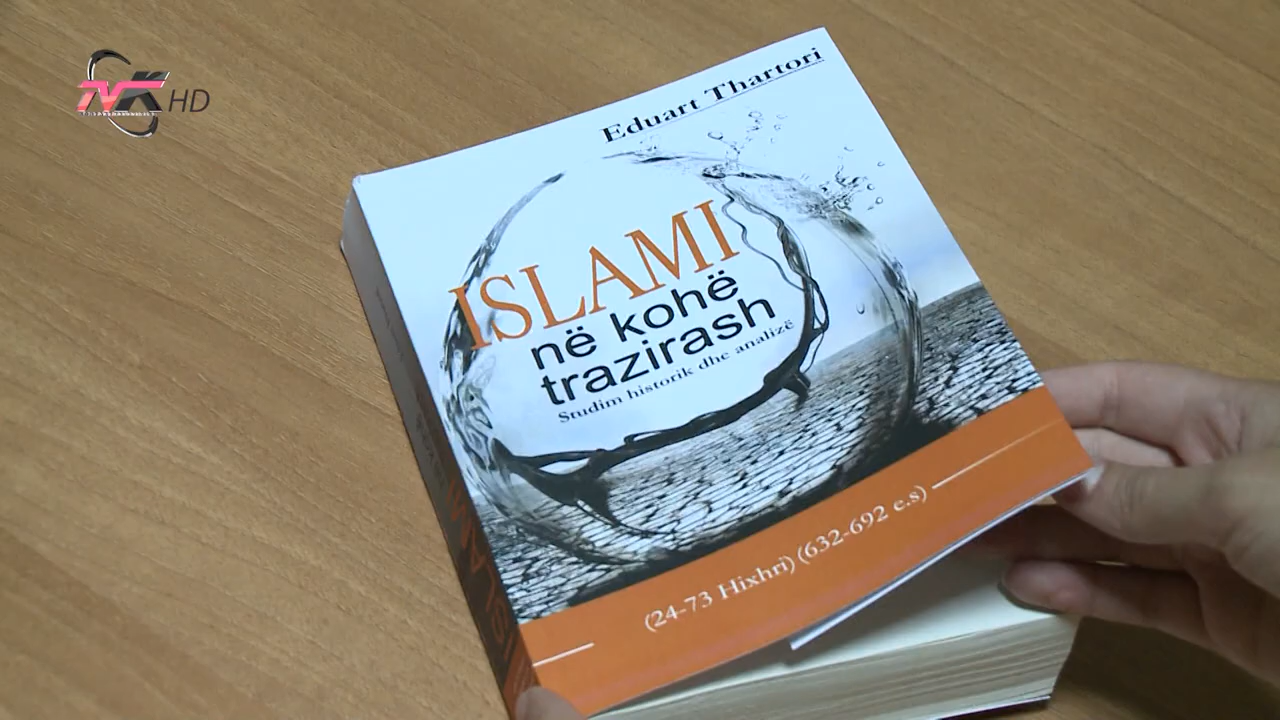 HD
Eduart Thartori
ISLAMI
në kohë
trazirash
Studim historik dhe analizë
(24-73 Hixhri) (632-692 e.s)